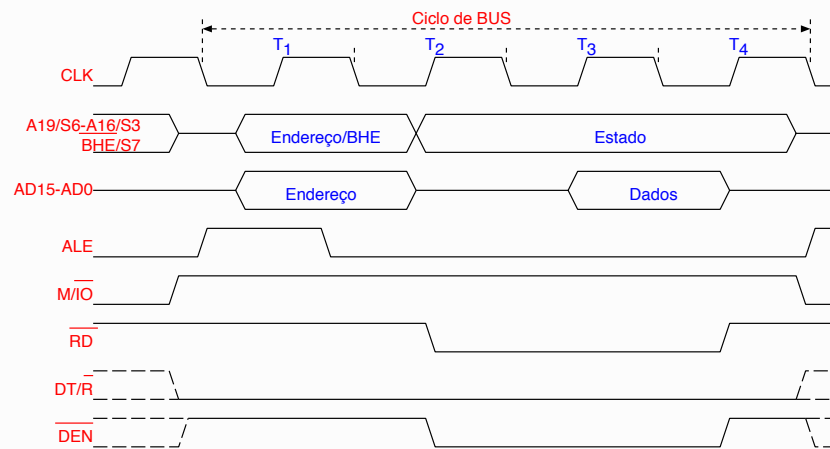 Ciclo de BUS
T1 T2 T3 T4
CLK
A19/S6-A16/S3
BHE/S7
Endereço/BHE Estado
AD15-AD0 Endereço Dados
ALE
M/IO
RD
DT/R
DEN